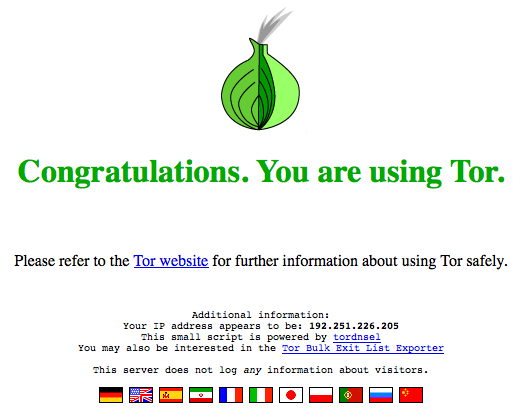 Congratulations. You are using Tor.
Please refer to the Tor website for further information about using Tor safely.
Additional information:
Your IP address appears to be: 192.251.226.205
This small script is powered by tordnsel
You may also be interested in the Tor Bulk Exit List Exporter
This server does not log any information about visitors.